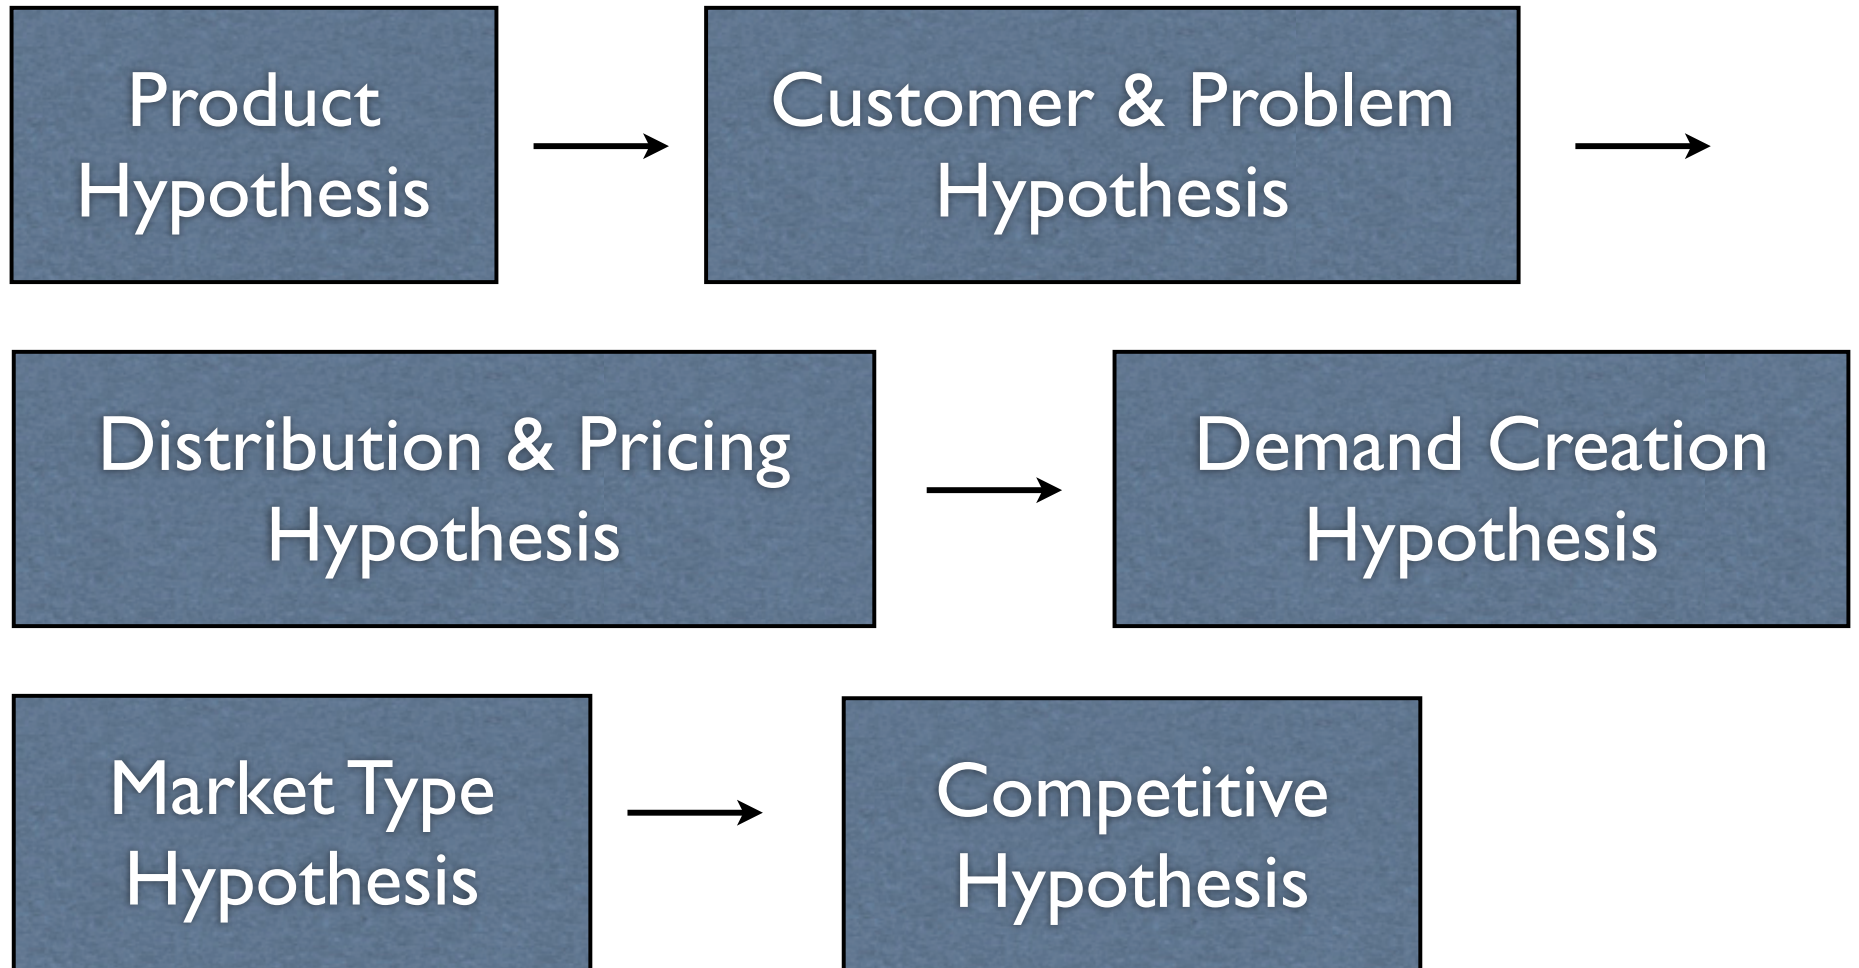 Product
Hypothesis
Customer & Problem
Hypothesis
Distribution & Pricing
Hypothesis
Demand Creation
Hypothesis
Market Type
Hypothesis
Competitive
Hypothesis